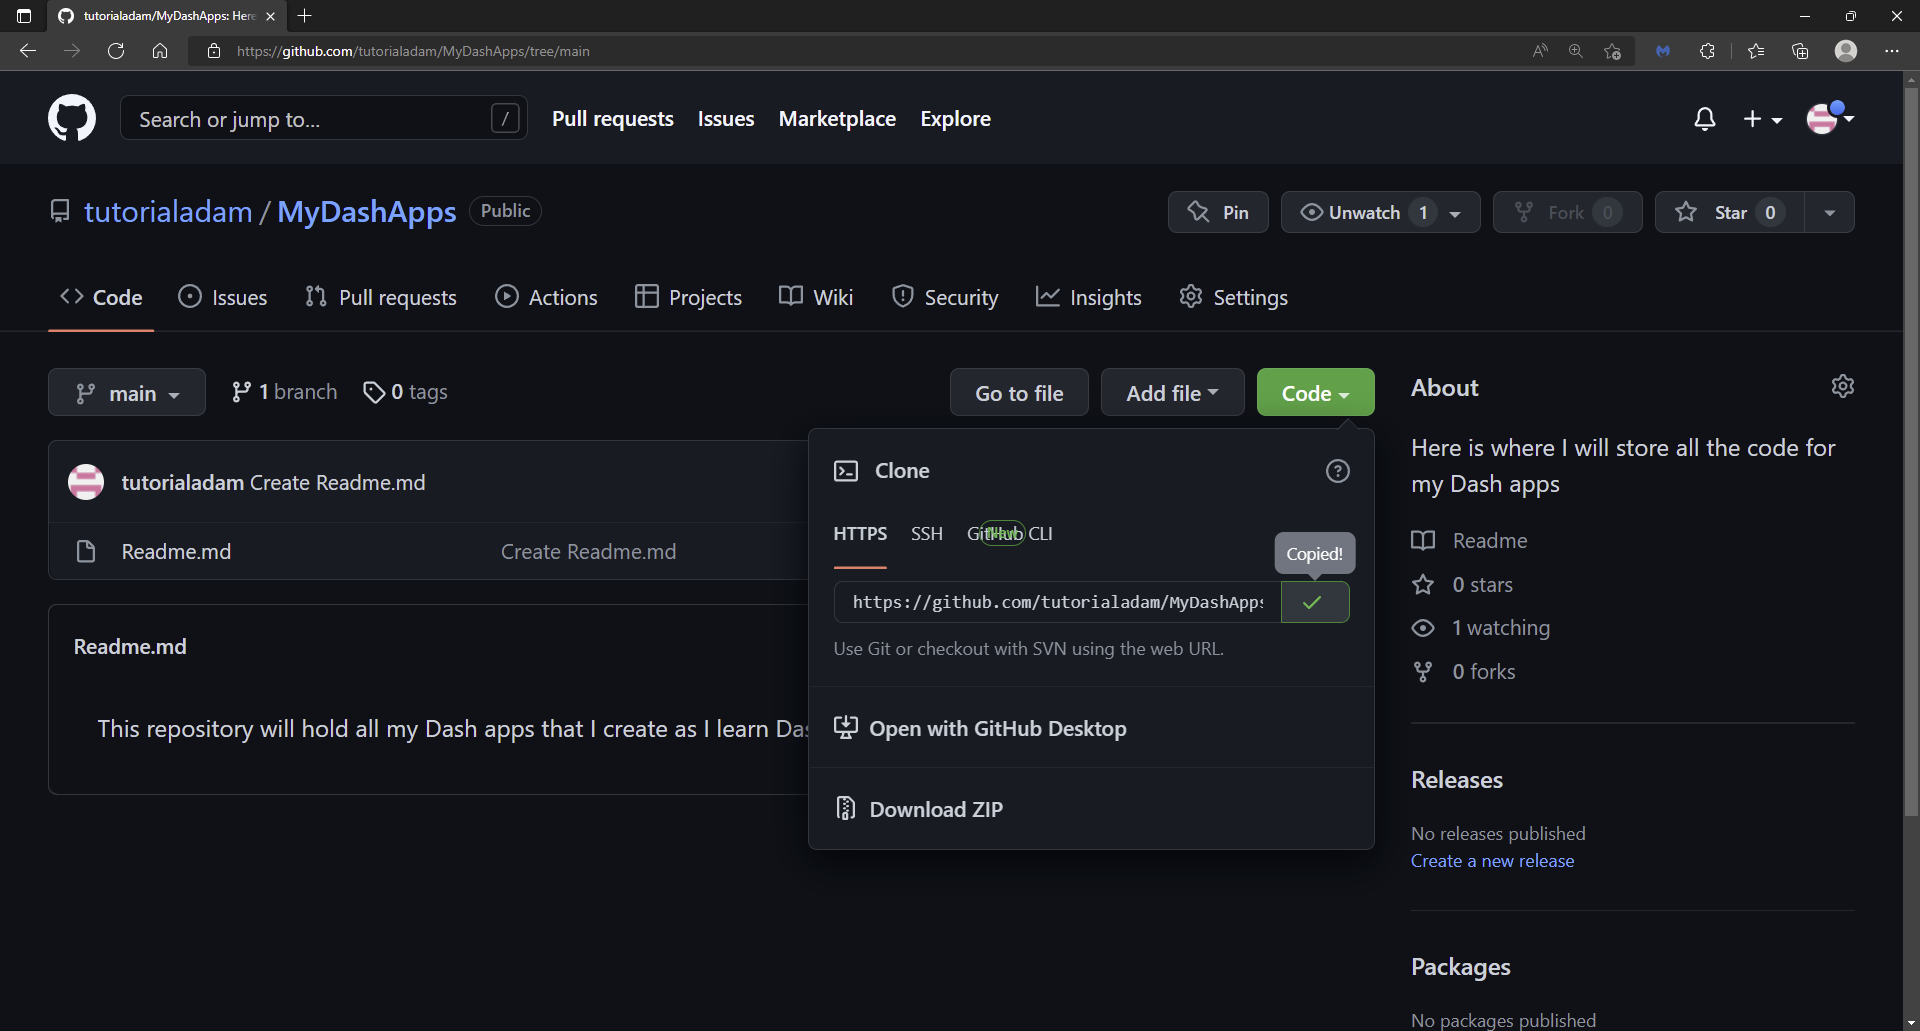 tutorialadam/MyDashApps: Here
https://github.com/tutorialadam/MyDashApps/tree/main
Search or jump to...
/
Pull requests
Issues
Marketplace
Explore
tutorialadam / MyDashApps
Public
Pin
Unwatch 1
Fork 0
Star 0
Code
Issues
Pull requests
Actions
Projects
Wiki
Security
Insights
Settings
main
1 branch
0 tags
Go to file
Add file
Code
tutorialadam Create Readme.md
Readme.md
Create Readme.md
Readme.md
This repository will hold all my Dash apps that I create as I learn Das
Clone
HTTPS
SSH
GitHub CLI
New
Copied!
https://github.com/tutorialadam/MyDashApps
Use Git or checkout with SVN using the web URL.
Open with GitHub Desktop
Download ZIP
About
Here is where I will store all the code for
my Dash apps
Readme
0 stars
1 watching
0 forks
Releases
No releases published
Create a new release
Packages
No packages published